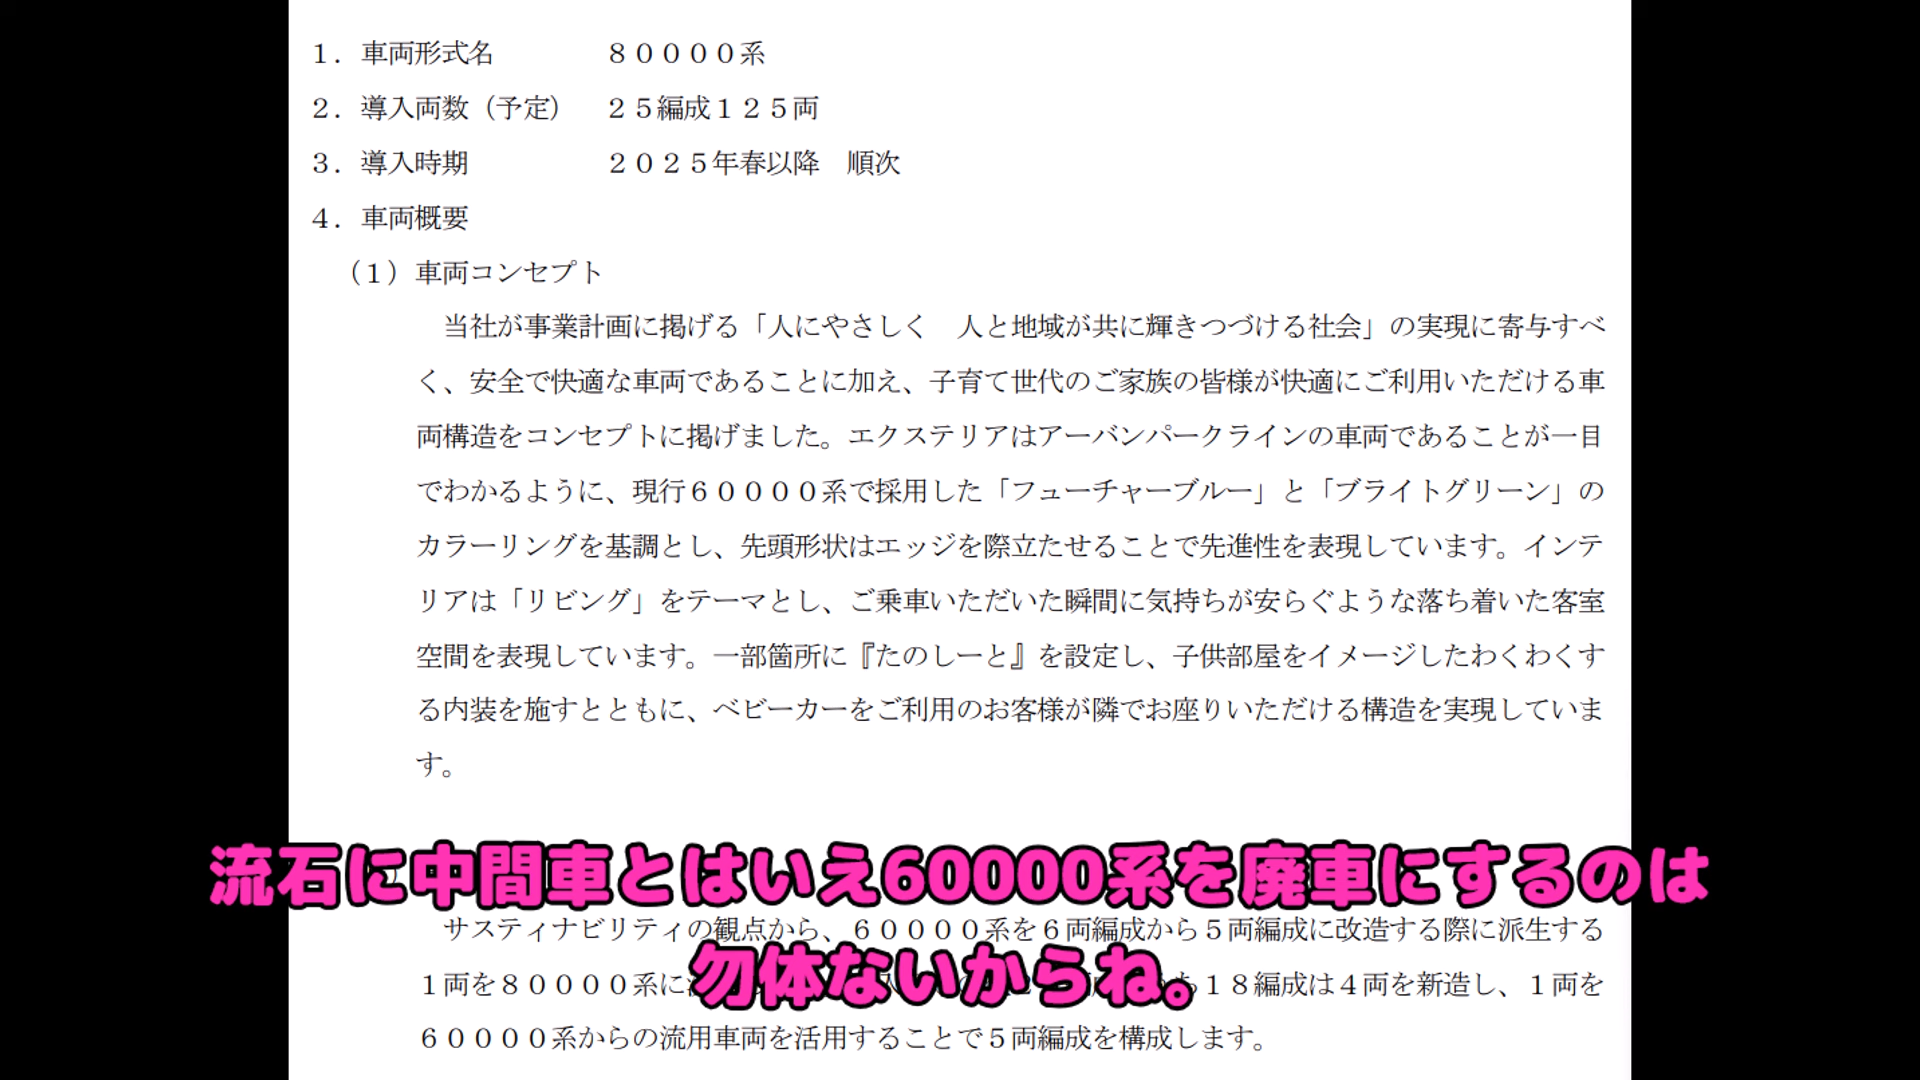 １．車両形式名　８００００系
２．導入両数（予定）　２５編成１２５両
３．導入時期　２０２５年春以降　順次
４．車両概要
（１）車両コンセプト
当社が事業計画に掲げる「人にやさしく　人と地域が共に輝きつづける社会」の実現に寄与すべ
く、安全で快適な車両であることに加え、子育て世代のご家族の皆様が快適にご利用いただける車
両構造をコンセプトに掲げました。エクステリアはアーバンパークラインの車両であることが一目
でわかるように、現行６００００系で採用した「フューチャーブルー」と「ブライトグリーン」の
カラーリングを基調とし、先頭形状はエッジを際立たせることで先進性を表現しています。インテ
リアは「リビング」をテーマとし、ご乗車いただいた瞬間に気持ちが安らぐような落ち着いた客室
空間を表現しています。一部箇所に『たのしーと』を設定し、子供部屋をイメージしたわくわくす
る内装を施すとともに、ベビーカーをご利用のお客様が隣でお座りいただける構造を実現していま
す。
流石に中間車とはいえ60000系を廃車にするのは
サスティナビリティの観点から、６００００系を６両編成から５両編成に改造する際に派生する
勿体ないからね。
１両を８００００系に１８編成は４両を新造し、１両を
６００００系からの流用車両を活用することで５両編成を構成します。